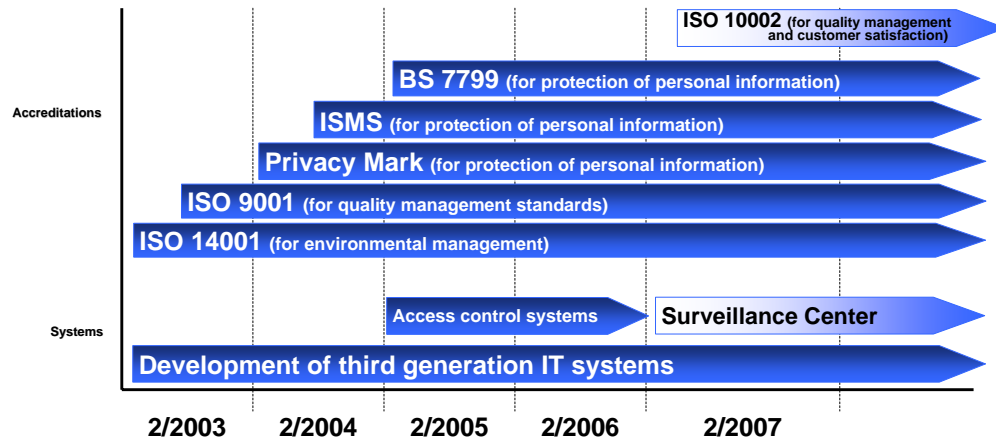 ISO 10002 (for quality management
and customer satisfaction)
BS 7799 (for protection of personal information)
Accreditations
ISMS (for protection of personal information)
Privacy Mark (for protection of personal information)
ISO 9001 (for quality management standards)
ISO 14001 (for environmental management)
Access control systems
Surveillance Center
Systems
Development of third generation IT systems
2/2003 2/2004 2/2005 2/2006 2/2007